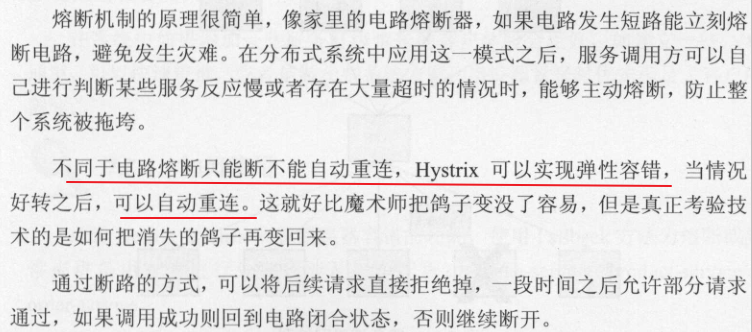 熔断机制的原理很简单，像家里的电路熔断器，如果电路发生短路能立刻熔
断电路，避免发生灾难。在分布式系统中应用这一模式之后，服务调用方可以自
己进行判断某些服务反应慢或者存在大量超时的情况时，能够主动熔断，防止整
个系统被拖垮。
不同于电路熔断只能断不能自动重连，Hystrix 可以实现弹性容错，当情况
好转之后，可以自动重连。这就好比魔术师把鸽子变没了容易，但是真正考验技
术的是如何把消失的鸽子再变回来。
通过断路的方式，可以将后续请求直接拒绝掉，一段时间之后允许部分请求
通过，如果调用成功则回到电路闭合状态，否则继续断开。